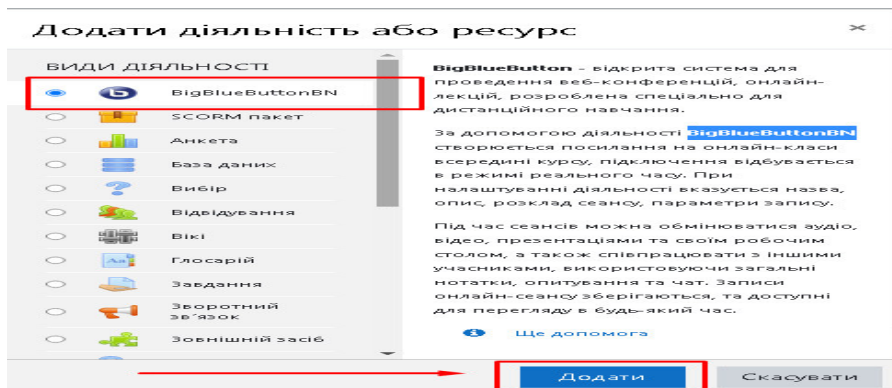 Додати діяльність або ресурс
×
ВИДИ ДІЯЛЬНОСТІ
BigBlueButtonBN
SCORM пакет
Анкета
База даних
Вибір
Відвідування
Вікі
Глосарій
Завдання
Зворотний
зв'язок
Зовнішній засіб
BigBlueButton - відкрита система для
проведення веб-конференцій, онлайн-
лекцій, розроблена спеціально для
дистанційного навчання.
За допомогою діяльності BigBlueButtonBN
створюється посилання на онлайн-класи
всередині курсу, підключення відбувається
в режимі реального часу. При
налаштуванні діяльності вказується назва,
опис, розклад сеансу, параметри запису.
Під час сеансів можна обмінюватися аудіо,
відео, презентаціями та своїм робочим
столом, а також співпрацювати з іншими
учасниками, використовуючи загальні
нотатки, опитування та чат. Записи
онлайн-сеансу зберігаються, та доступні
для перегляду в будь-який час.
Ще допомога
Додати
Скасувати